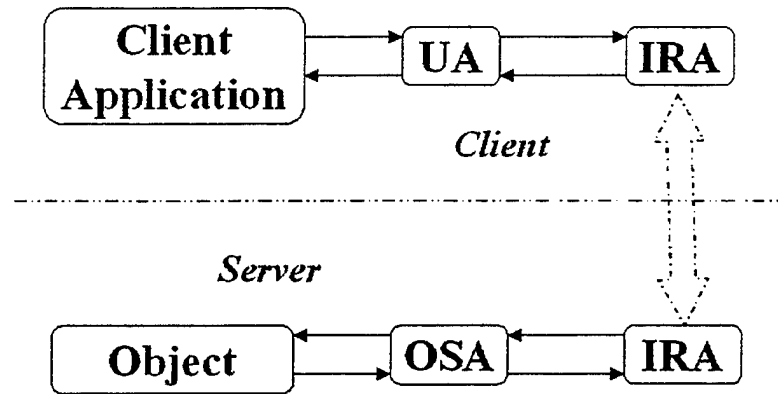 Client
Application
UA
IRA
Client
Server
Object
OSA
IRA